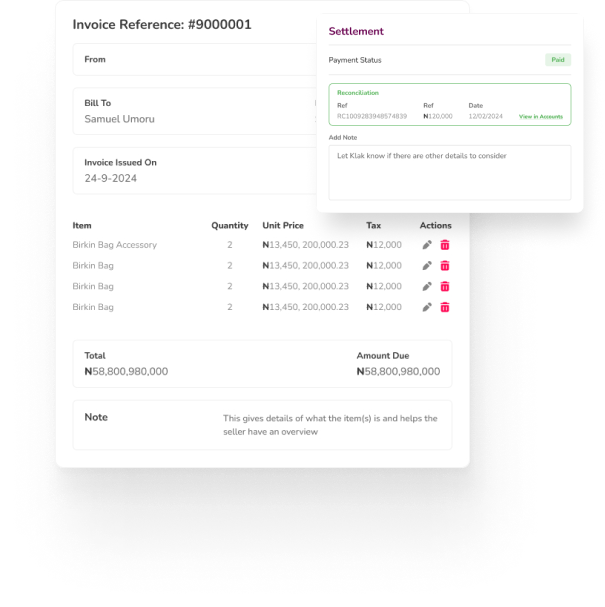 Invoice Reference: #9000001
From
Bill To
Samuel Umoru
Invoice Issued On
24-9-2024
Settlement
Payment Status Paid
Reconciliation
Ref Ref Date
RC1009283948574839 ₦120,000 12/02/2024 View in Accounts
Add Note
Let Klak know if there are other details to consider
Item Quantity Unit Price Tax Actions
Birkin Bag Accessory 2 ₦13,450, 200,000.23 ₦12,000
Birkin Bag 2 ₦13,450, 200,000.23 ₦12,000
Birkin Bag 2 ₦13,450, 200,000.23 ₦12,000
Birkin Bag 2 ₦13,450, 200,000.23 ₦12,000
Total Amount Due
₦58,800,980,000 ₦58,800,980,000
Note This gives details of what the item(s) is and helps the
seller have an overview